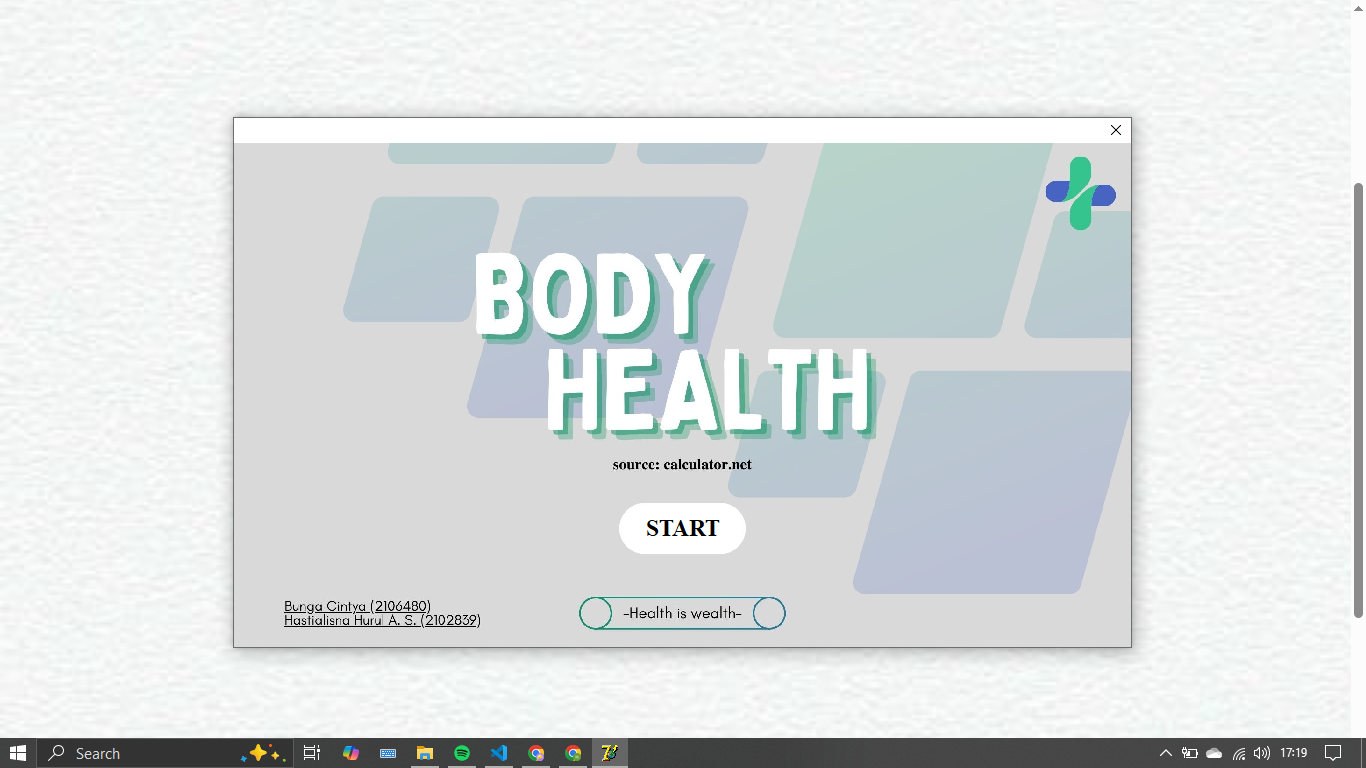 BODY
HEALTH
source: calculator.net
START
Bunga Cintya (2106480)
Hastialisna Hurul A. S. (2102839)
-Health is wealth-
Search
17:19